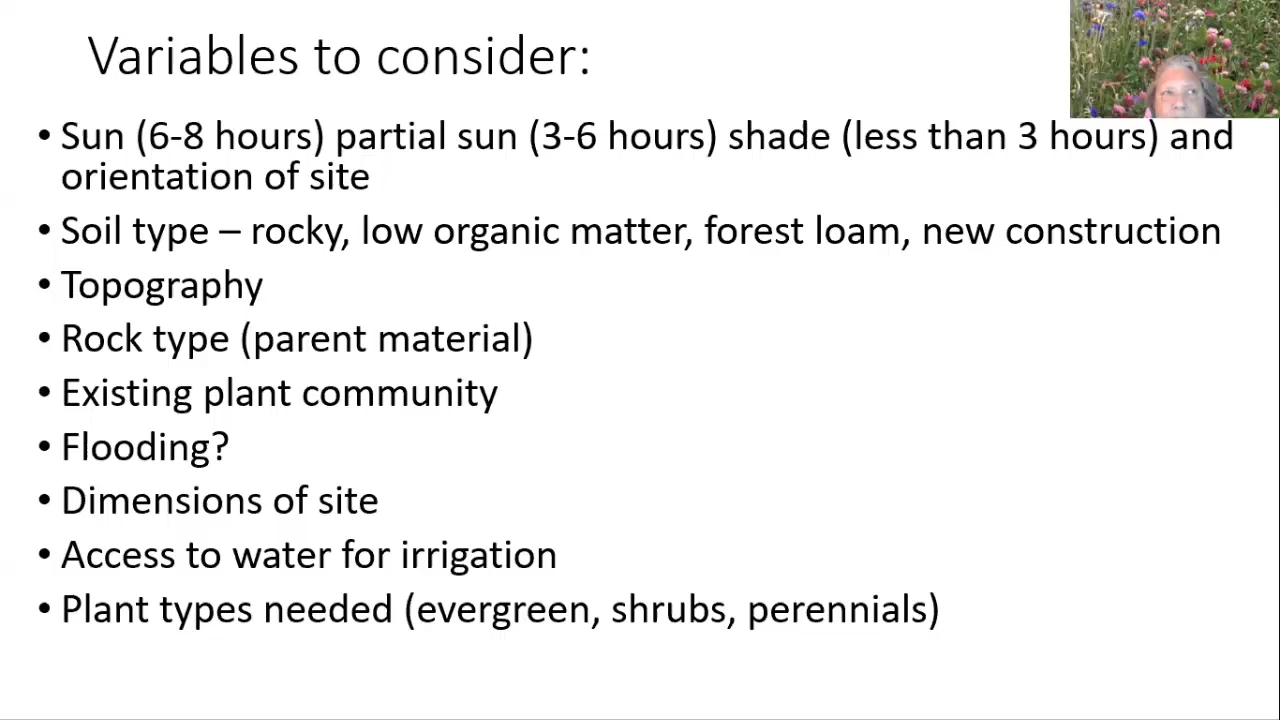 Variables to consider:
• Sun (6-8 hours) partial sun (3-6 hours) shade (less than 3 hours) and
orientation of site
• Soil type – rocky, low organic matter, forest loam, new construction
• Topography
• Rock type (parent material)
• Existing plant community
• Flooding?
• Dimensions of site
• Access to water for irrigation
• Plant types needed (evergreen, shrubs, perennials)